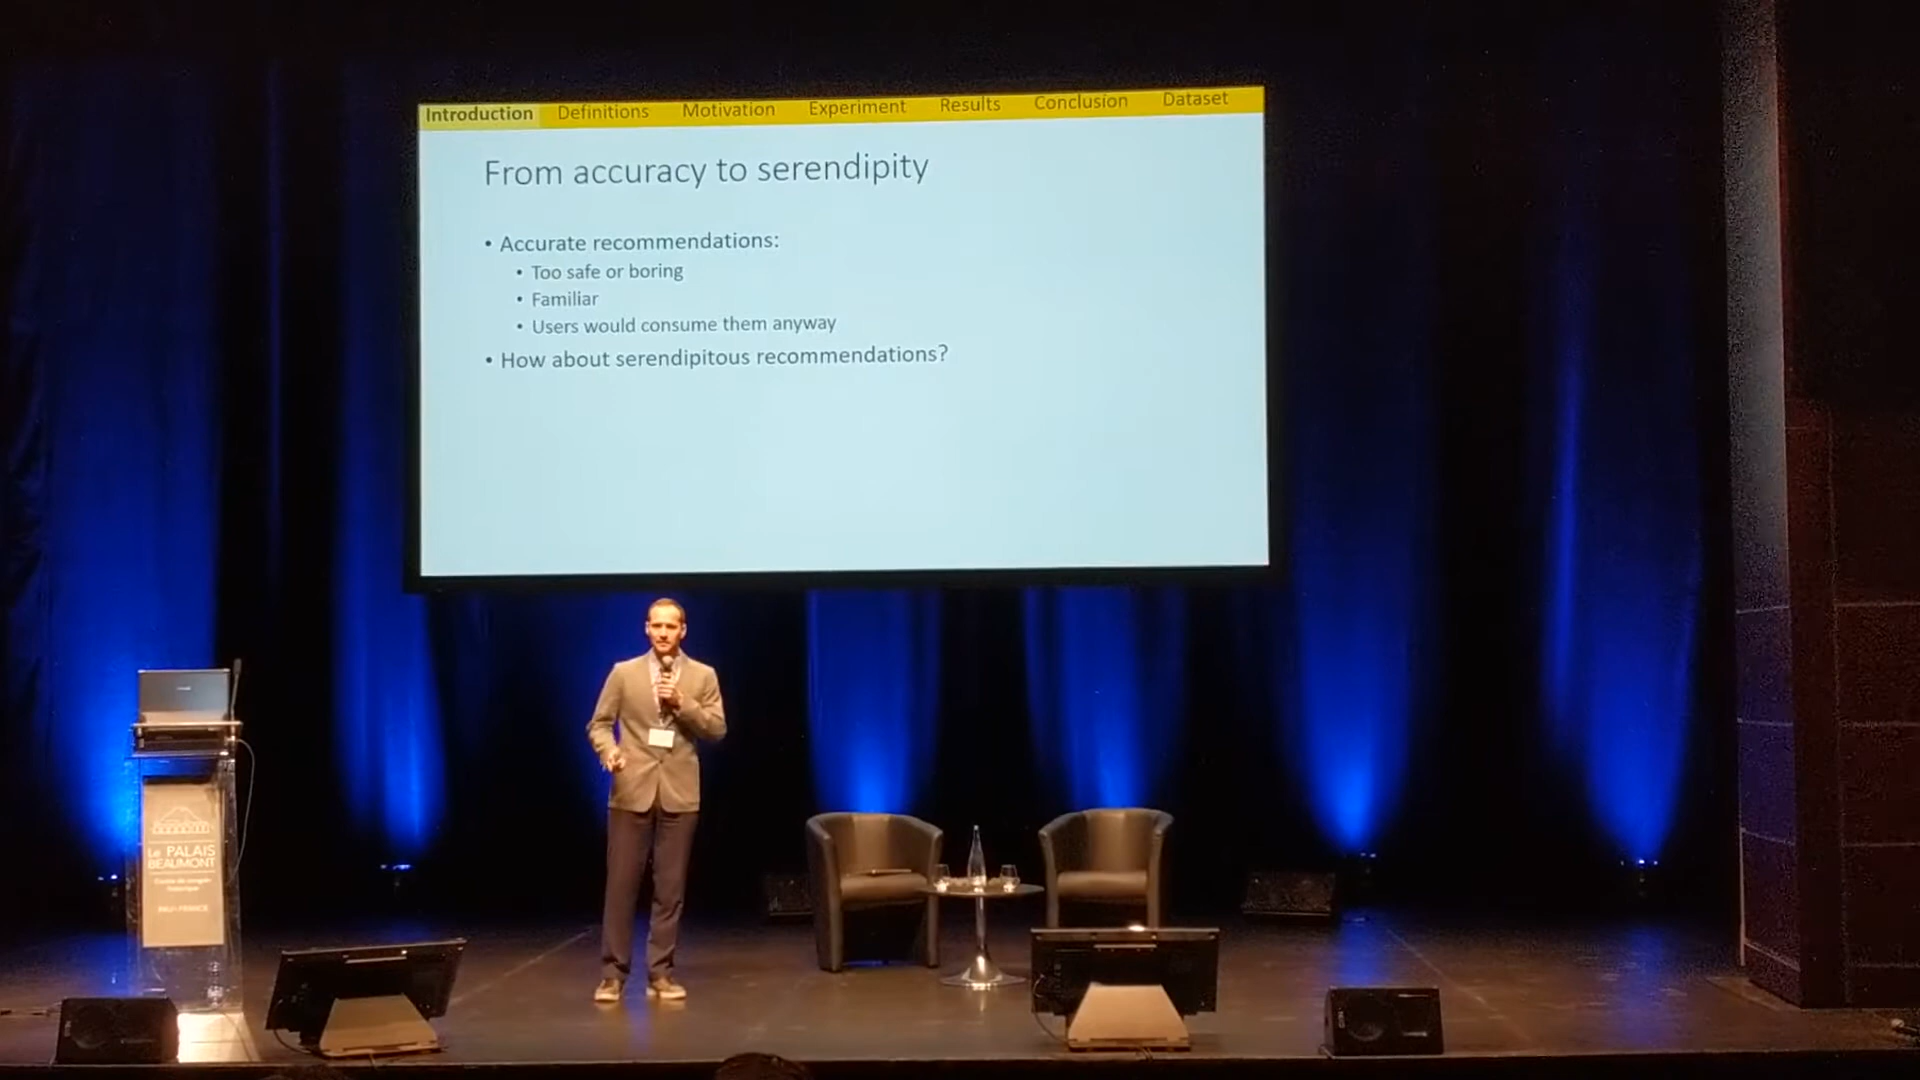 Introduction Definitions Motivation Experiment Results Conclusion Dataset
From accuracy to serendipity
• Accurate recommendations:
• Too safe or boring
• Familiar
• Users would consume them anyway
• How about serendipitous recommendations?
Le PALAIS
BEAUMONT